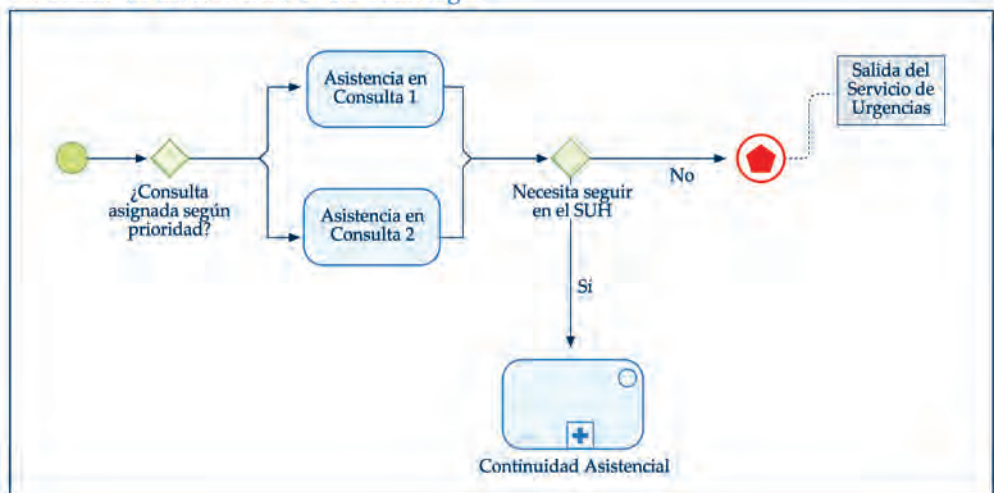 Asistencia en
Consulta 1
Salida del
Servicio de
Urgencias
¿Consulta
asignada según
prioridad?
Asistencia en
Consulta 2
Necesita seguir
en el SUH
No
Sí
Continuidad Asistencial